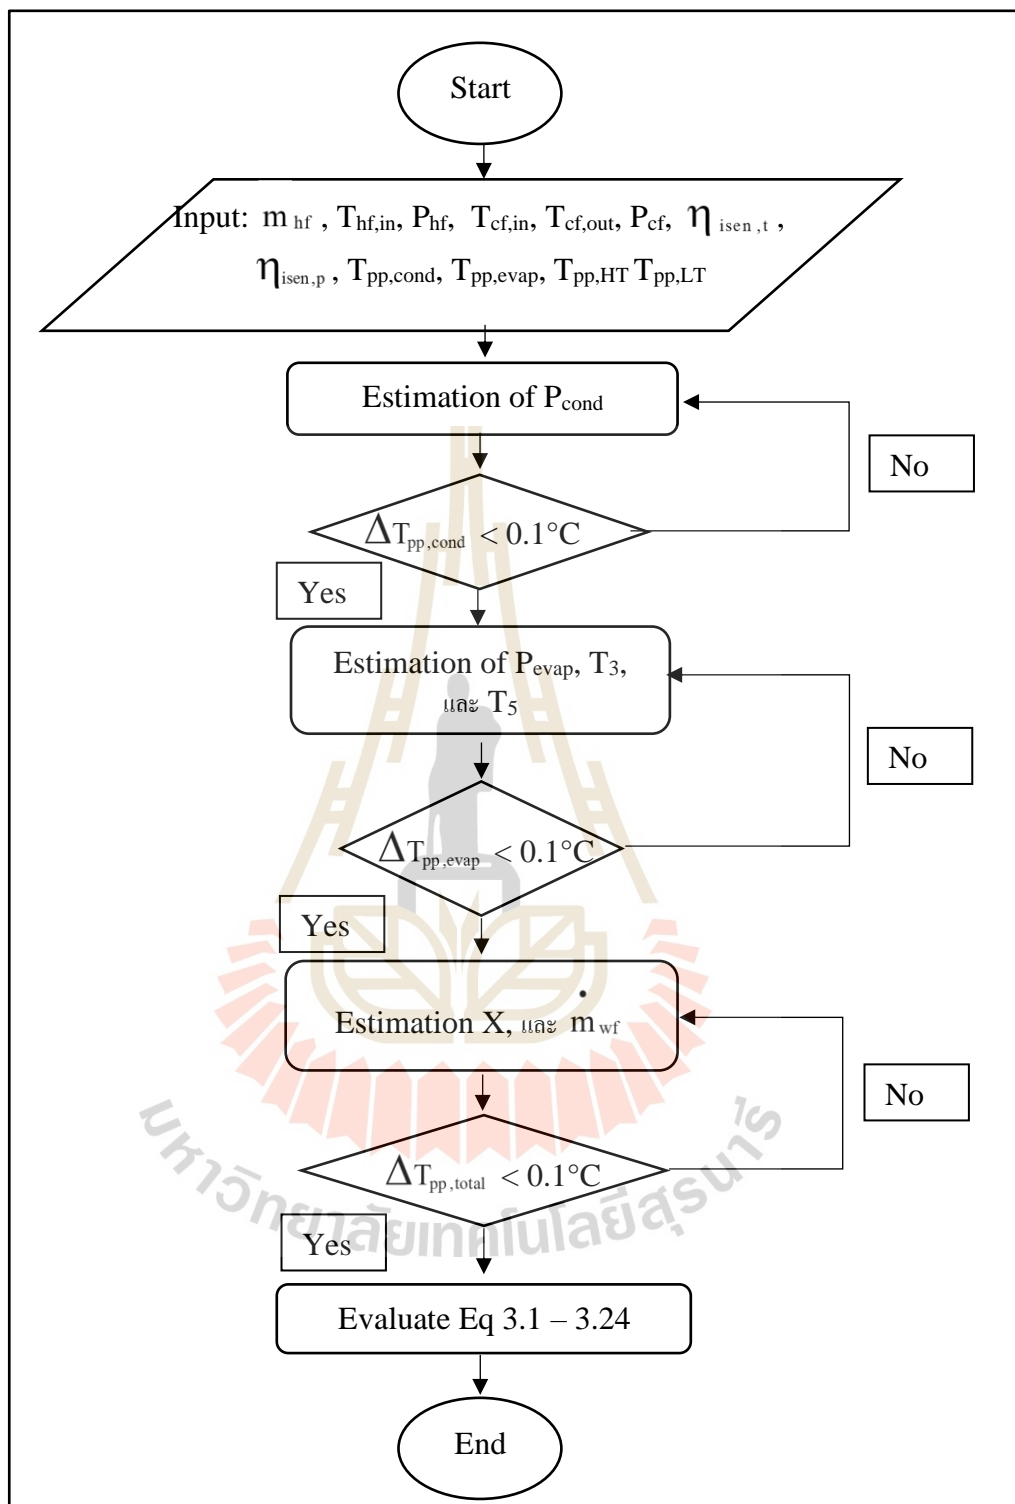 Start
Input: m hf , Thf,in, Phf, Tcf,in, Tcf,out, Pcf, η isen,t ,
ηisen,p , Tpp,cond, Tpp,evap, Tpp,HT Tpp,LT
Estimation of Pcond
No
ΔTpp,cond < 0.1°C
Yes
Estimation of Pevap, T3,
และ T5
No
ΔTpp,evap < 0.1°C
Yes
Estimation X, และ ṁ wf
No
ΔTpp,total < 0.1°C
Yes
มหาวิทยาลัยเทคโนโลยีสุรนารี
Evaluate Eq 3.1 – 3.24
End